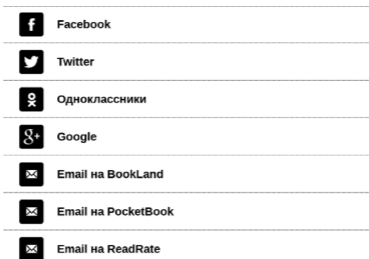 Facebook
Twitter
Одноклассники
Google
Email на BookLand
Email на PocketBook
Email на ReadRate